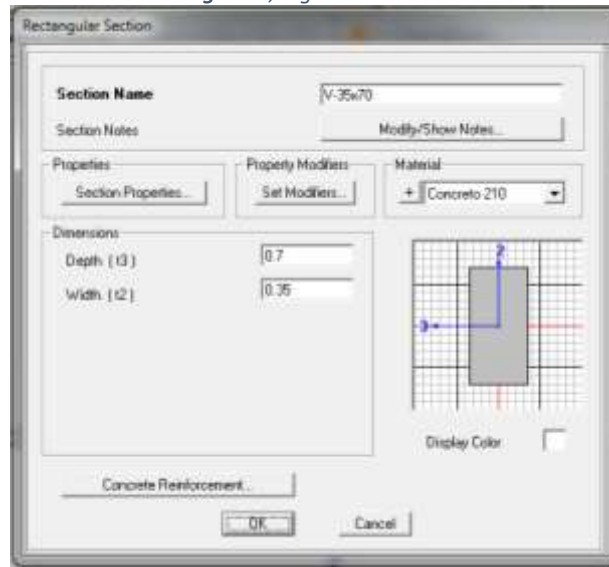 Rectangular Section
Section Name V-35x70
Section Notes Modify/Show Notes...
Properties Property Modifiers Material
Section Properties... Set Modifiers... + Concreto 210
Dimensions
Depth ( t3 ) 0.7
Width ( t2 ) 0.35
2
3
Display Color
Concrete Reinforcement...
OK Cancel